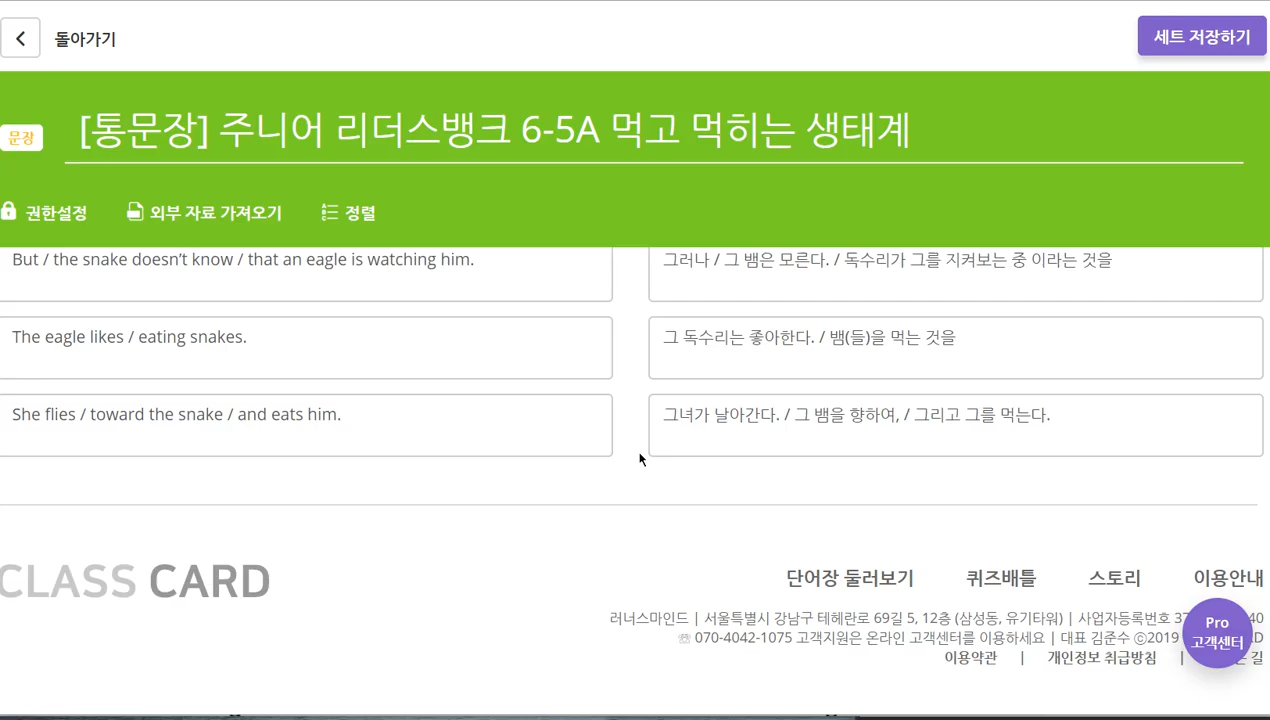 돌아가기
세트 저장하기
문장
[통문장] 주니어 리더스뱅크 6-5A 먹고 먹히는 생태계
권한설정
외부 자료 가져오기
정렬
But / the snake doesn’t know / that an eagle is watching him.
그러나 / 그 뱀은 모른다. / 독수리가 그를 지켜보는 중 이라는 것을
The eagle likes / eating snakes.
그 독수리는 좋아한다. / 뱀(들)을 먹는 것을
She flies / toward the snake / and eats him.
그녀가 날아간다. / 그 뱀을 향하여, / 그리고 그를 먹는다.
CLASS CARD
단어장 둘러보기 퀴즈배틀 스토리 이용안내
러너스마인드 | 서울특별시 강남구 테헤란로 69길 5, 12층 (삼성동, 유기타워) | 사업자등록번호
☏ 070-4042-1075 고객지원은 온라인 고객센터를 이용하세요 | 대표 김준수 ⓒ2019
이용약관 | 개인정보 취급방침 | 길
Pro
고객센터